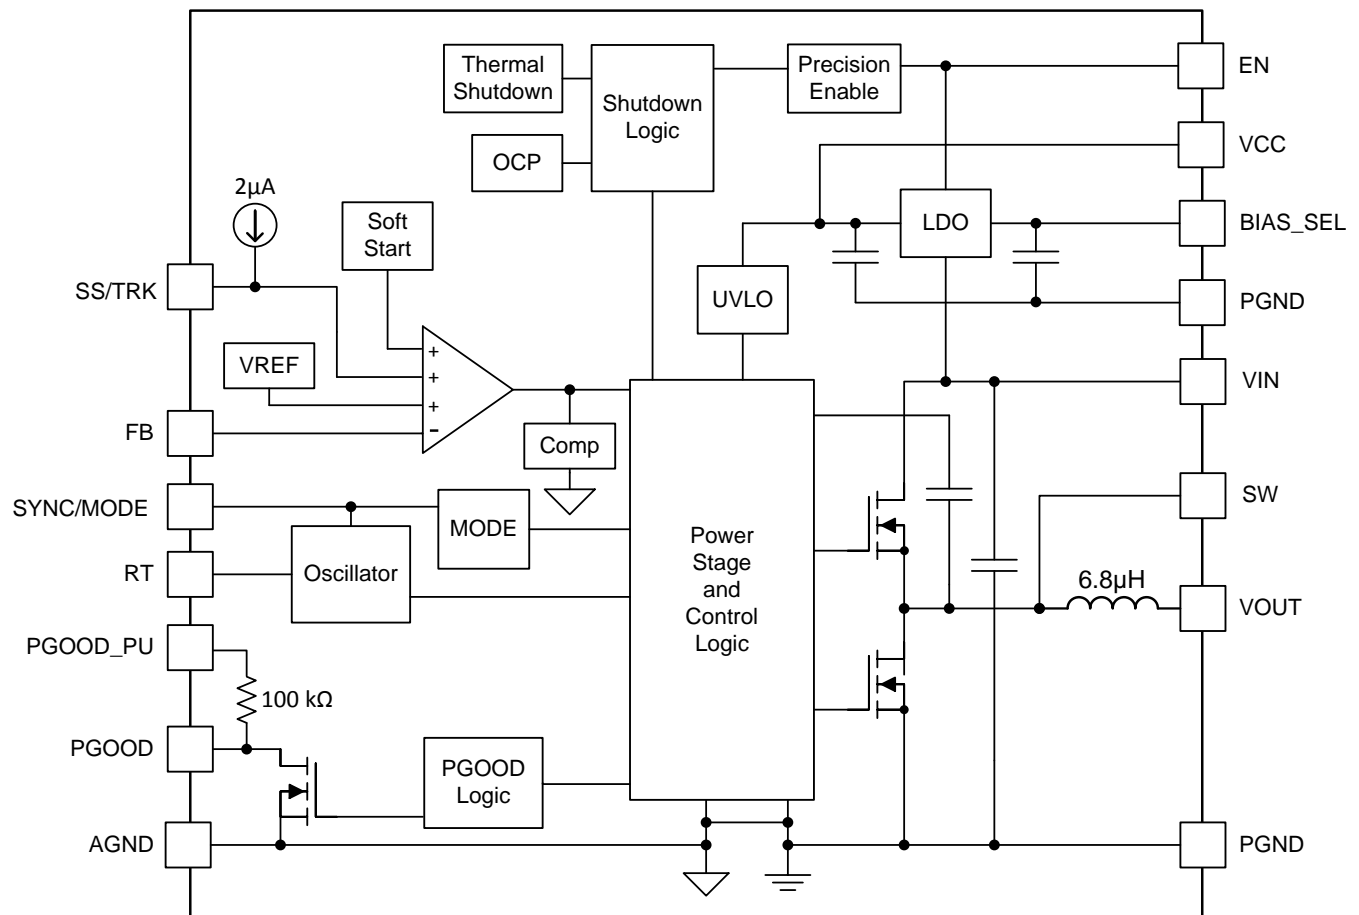 Thermal
Shutdown
Shutdown
Logic
Precision
Enable
EN
OCP
VCC
2µA
Soft
Start
LDO
BIAS_SEL
SS/TRK
UVLO
PGND
VREF
+
+
+
-
VIN
FB
Comp
SYNC/MODE
MODE
SW
RT
Oscillator
Power
Stage
and
Control
Logic
6.8µH
VOUT
PGOOD_PU
100 kΩ
PGOOD
PGOOD
Logic
AGND
PGND